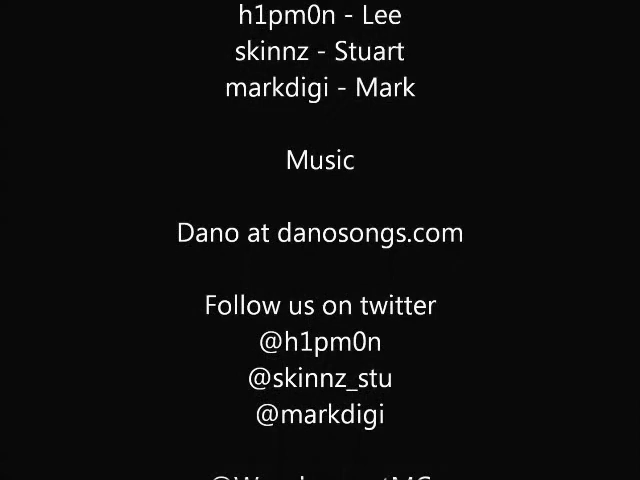 h1pm0n - Lee
skinnz - Stuart
markdigi - Mark
Music
Dano at danosongs.com
Follow us on twitter
@h1pm0n
@skinnz_stu
@markdigi